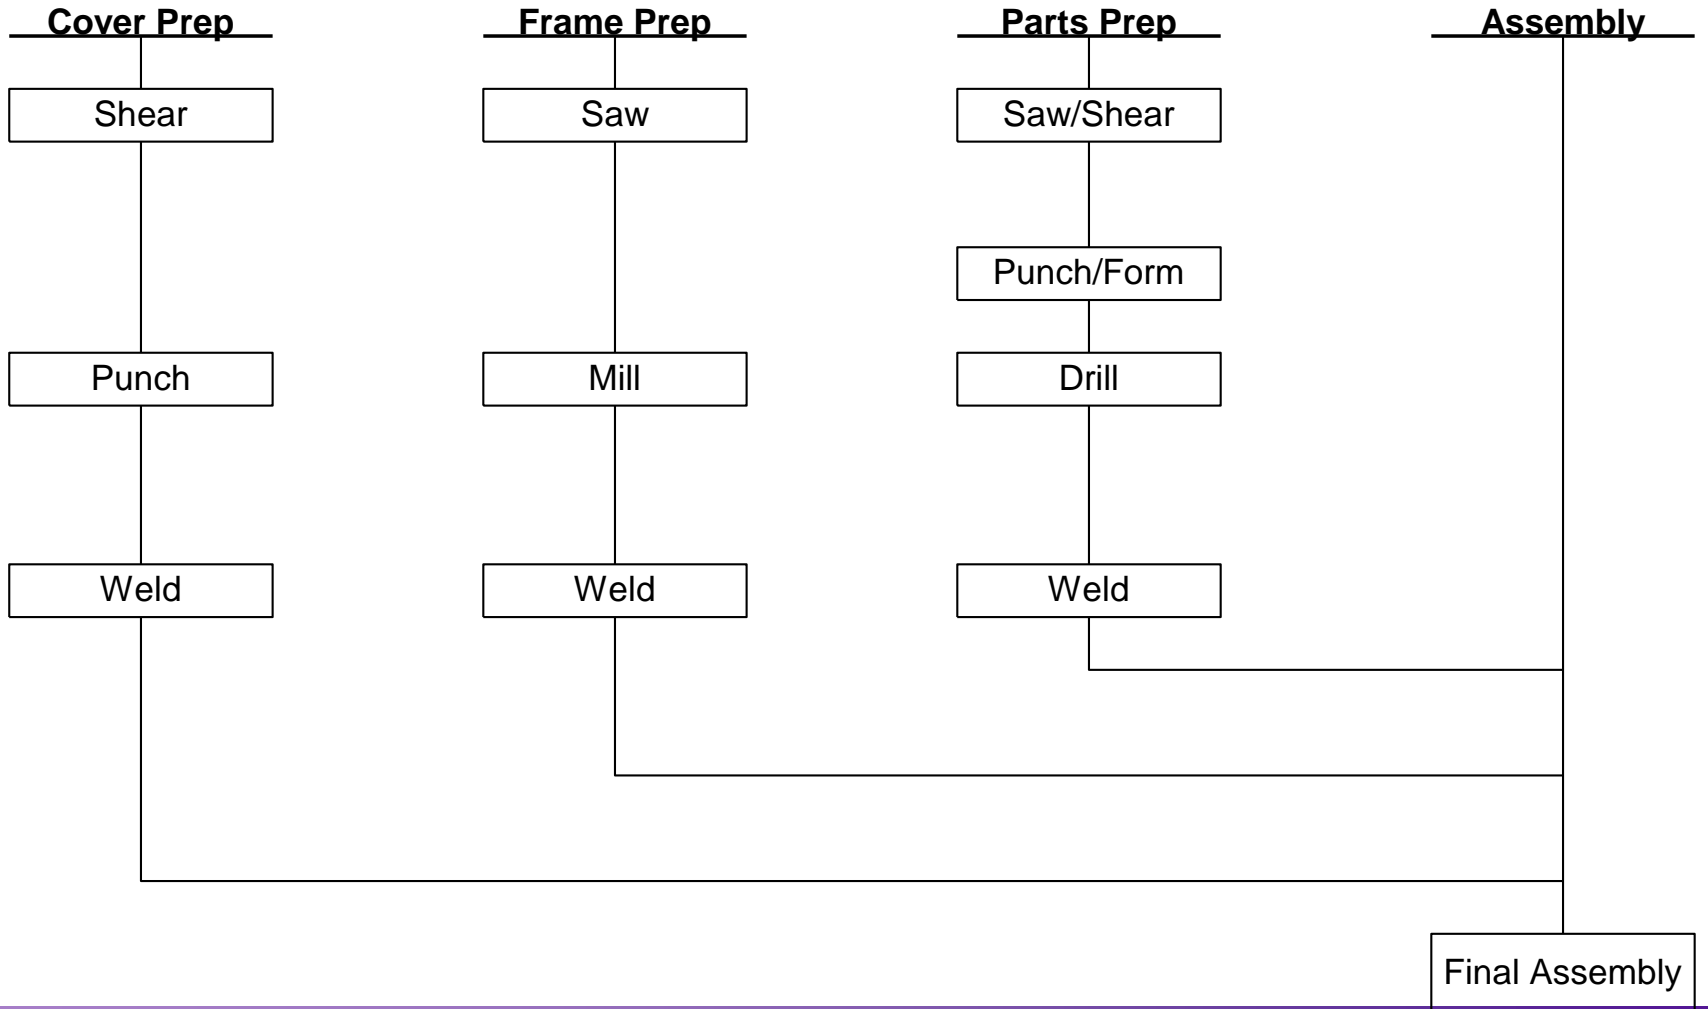 Cover Prep
Frame Prep
Parts Prep
Assembly
Shear
Saw
Saw/Shear
Punch/Form
Punch
Mill
Drill
Weld
Weld
Weld
Final Assembly